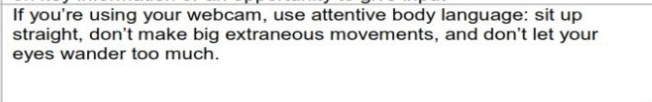 If you're using your webcam, use attentive body language: sit up
straight, don't make big extraneous movements, and don't let your
eyes wander too much.